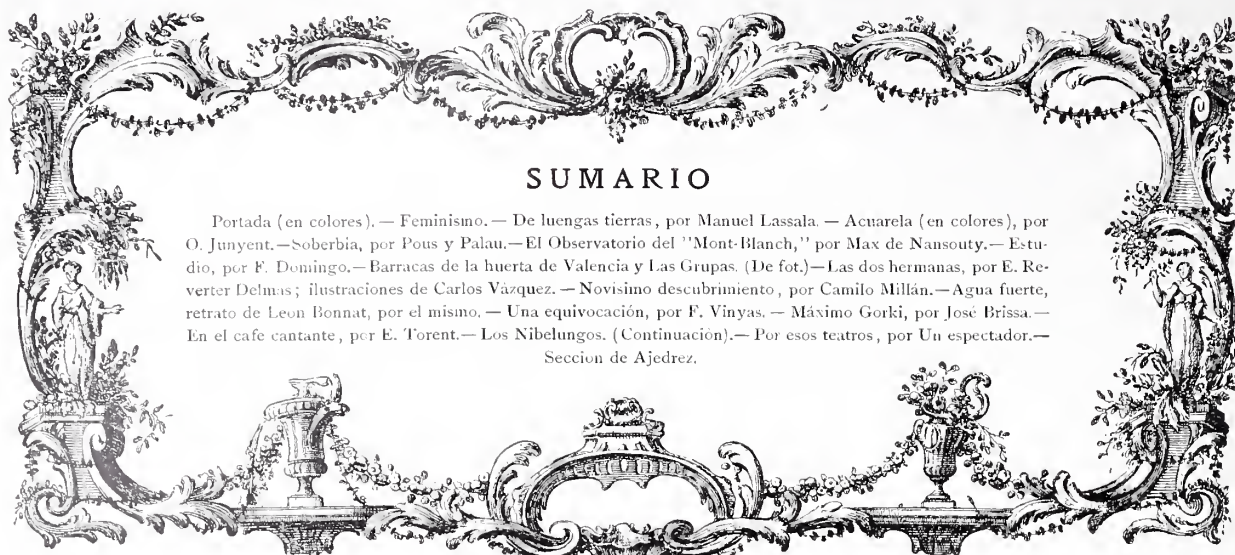 SUMARIO
Portada (en colores). — Feminismo. — De luengas tierras, por Manuel Lassala. — Acuarela (en colores), por
O. Junyent.—Soberbia, por Pous y Palau.—El Observatorio del "Mont-Blanch," por Max de Nansouty.— Estu-
dio, por F. Domingo.— Barracas de la huerta de Valencia y Las Grupas. (De fot.)—Las dos hermanas, por E. Re-
verter Delmas; ilustraciones de Carlos Vázquez. — Novísimo descubrimiento, por Camilo Millán.—Agua fuerte,
retrato de Leon Bonnat, por el mismo. — Una equivocación, por F. Vinyas. — Máximo Gorki, por José Brissa.—
En el cafe cantante, por E. Torent.— Los Nibelungos. (Continuación).— Por esos teatros, por Un espectador.—
Seccion de Ajedrez.